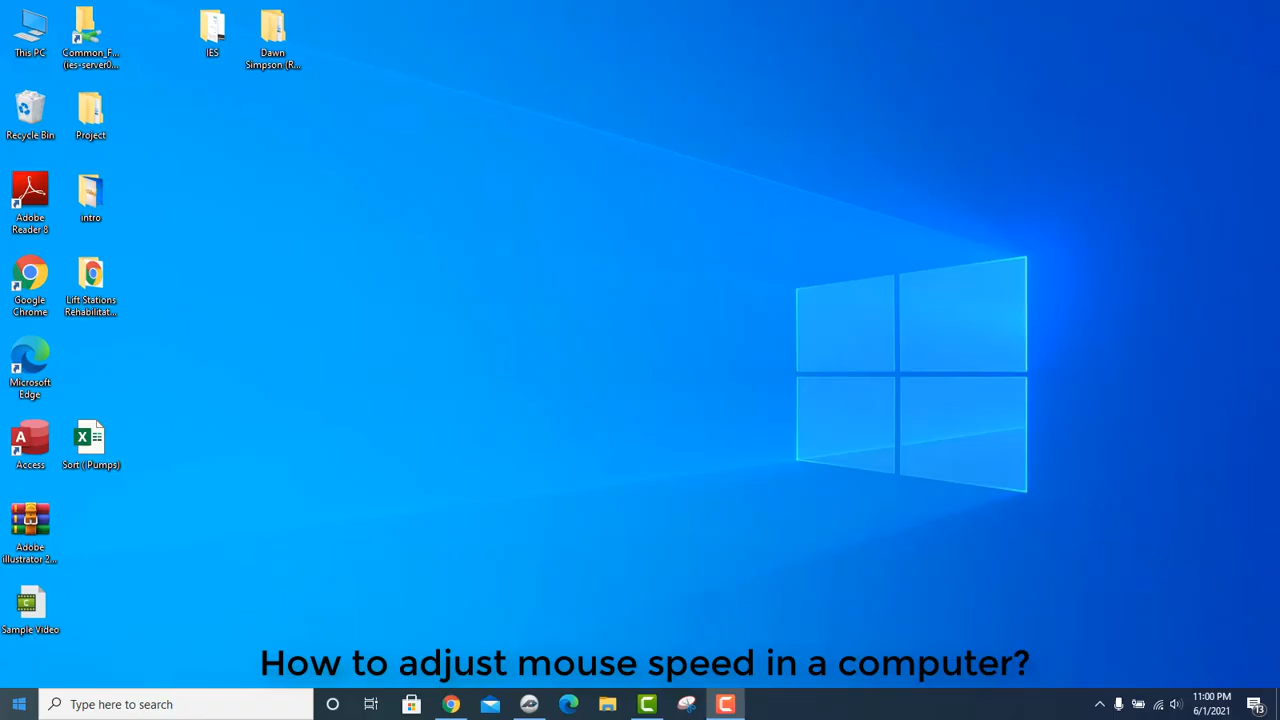 This PC
Common_F...
(ies-server0...
IES
Dawn
Simpson (R...
Recycle Bin
Project
Adobe
Reader 8
intro
Google
Chrome
Lift Stations
Rehabilitat...
Microsoft
Edge
Access
Sort ( Pumps)
Adobe
illustrator 2...
Sample Video
How to adjust mouse speed in a computer?
Type here to search
11:00 PM
6/1/2021
13